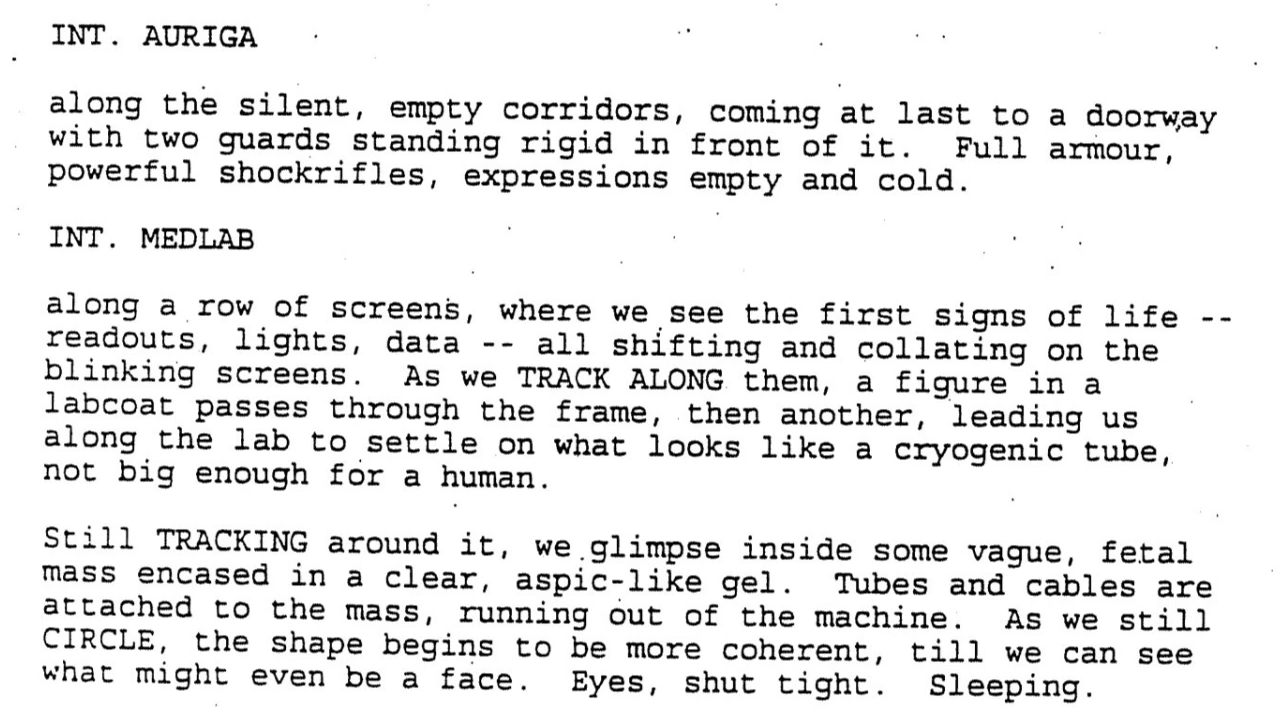 INT. AURIGA
along the silent, empty corridors, coming at last to a doorway
with two guards standing rigid in front of it.  Full armour,
powerful shockrifles, expressions empty and cold.
INT. MEDLAB
along a row of screens, where we see the first signs of life --
readouts, lights, data -- all shifting and collating on the
blinking screens.  As we TRACK ALONG them, a figure in a
labcoat passes through the frame, then another, leading us
along the lab to settle on what looks like a cryogenic tube,
not big enough for a human.
Still TRACKING around it, we glimpse inside some vague, fetal
mass encased in a clear, aspic-like gel.  Tubes and cables are
attached to the mass, running out of the machine.  As we still
CIRCLE, the shape begins to be more coherent, till we can see
what might even be a face.  Eyes, shut tight.  Sleeping.